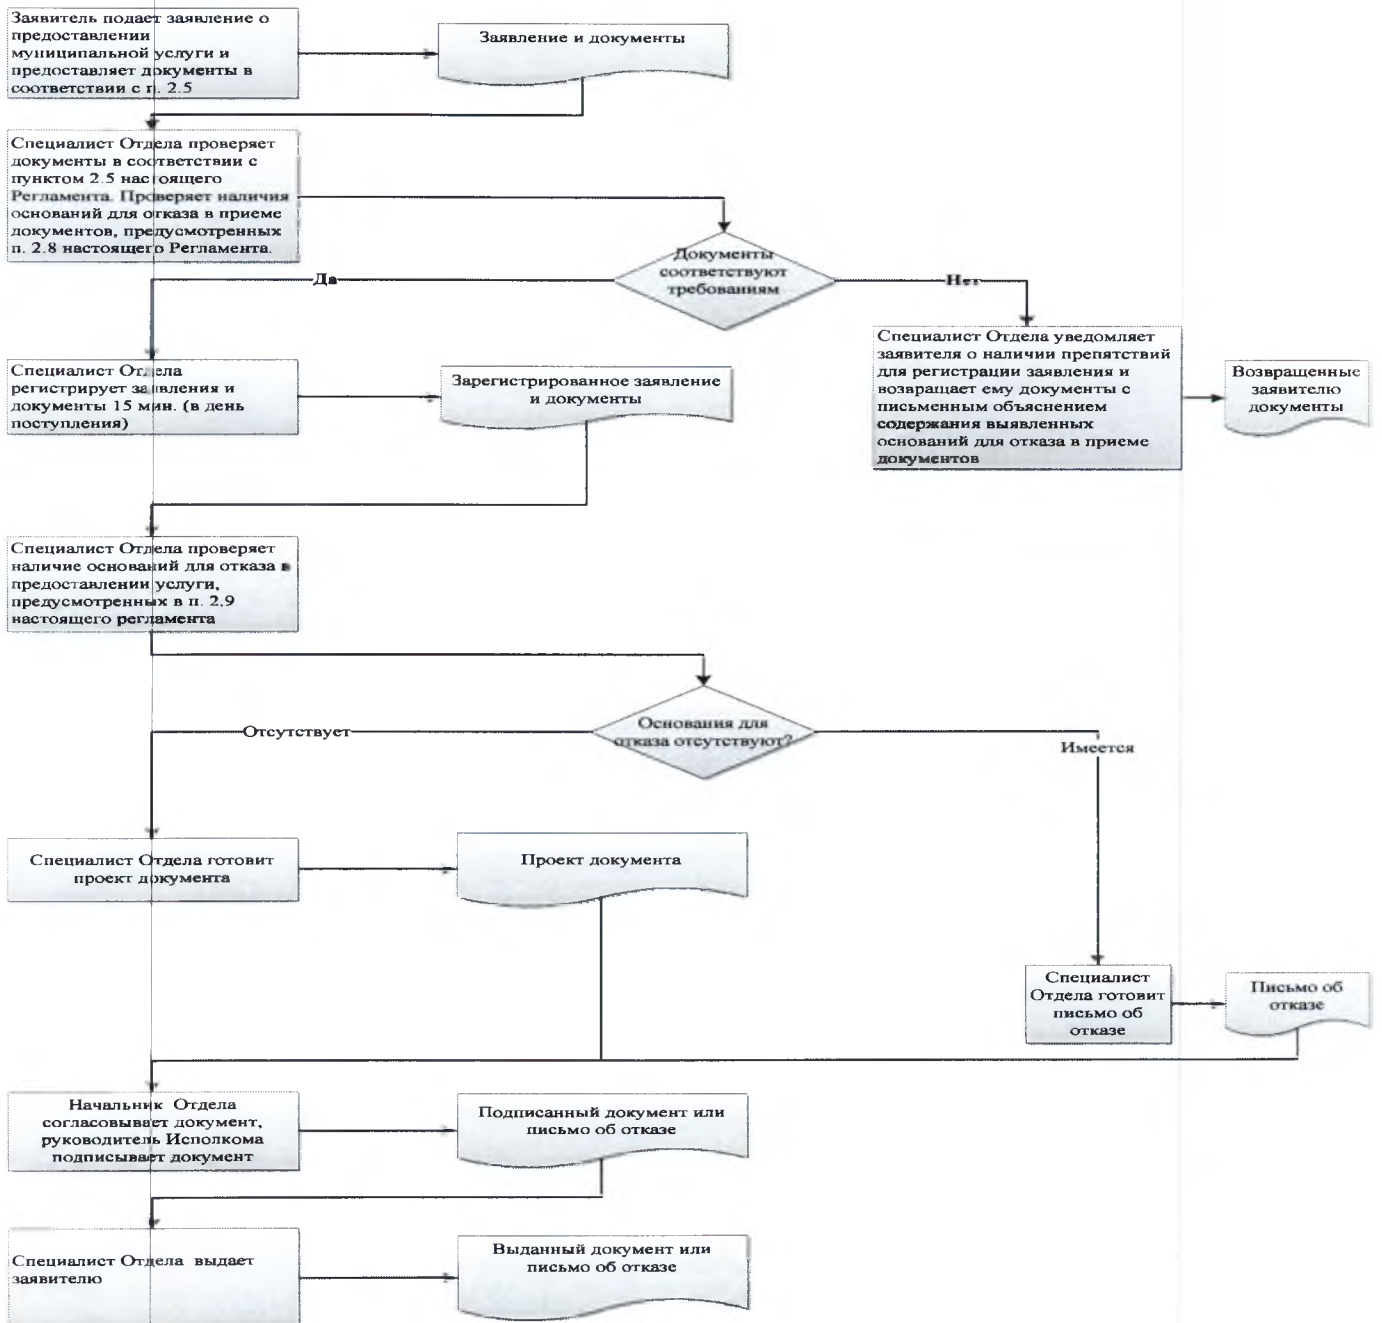 Заявитель подает заявление о
предоставлении
муниципальной услуги и
предоставляет документы в
соответствии с п. 2.5
Заявление и документы
Специалист Отдела проверяет
документы в соответствии с
пунктом 2.5 настоящего
Регламента. Проверяет наличия
оснований для отказа в приеме
документов, предусмотренных
п. 2.8 настоящего Регламента.
Документы
соответствуют
требованиям
Да
Нет
Специалист Отдела
регистрирует заявления и
документы 15 мин. (в день
поступления)
Зарегистрированное заявление
и документы
Специалист Отдела уведомляет
заявителя о наличии препятствий
для регистрации заявления и
возвращает ему документы с
письменным объяснением
содержания выявленных
оснований для отказа в приеме
документов
Возвращенные
заявителю
документы
Специалист Отдела проверяет
наличие оснований для отказа в
предоставлении услуги,
предусмотренных в п. 2.9
настоящего регламента
Основания для
отказа отсутствуют?
Отсутствует
Имеется
Специалист Отдела готовит
проект документа
Проект документа
Специалист
Отдела готовит
письмо об
отказе
Письмо об
отказе
Начальник Отдела
согласовывает документ,
руководитель Исполкома
подписывает документ
Подписанный документ или
письмо об отказе
Специалист Отдела выдает
заявителю
Выданный документ или
письмо об отказе